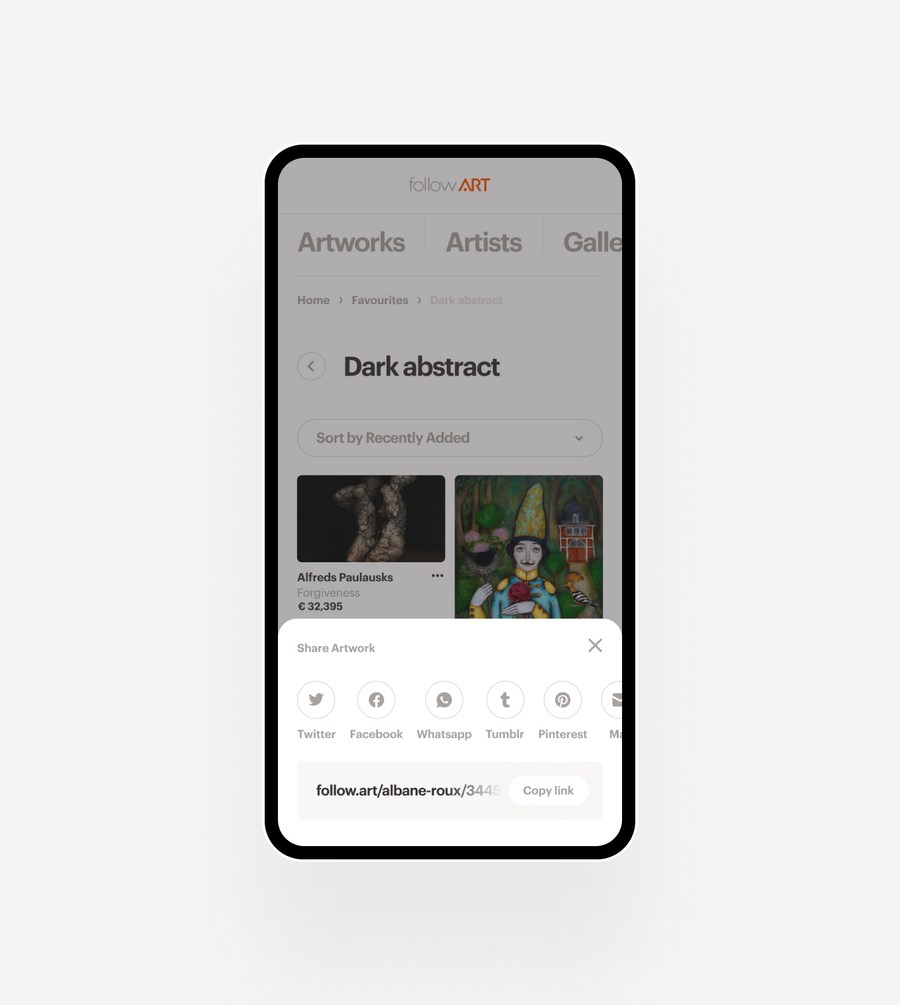 followART
Artworks Artists Galle
Home › Favourites › Dark abstract
Dark abstract
Sort by Recently Added
Alfreds Paulausks
Forgiveness
€ 32,395
Share Artwork
Twitter Facebook Whatsapp Tumblr Pinterest Ma
follow.art/albane-roux/3445 Copy link